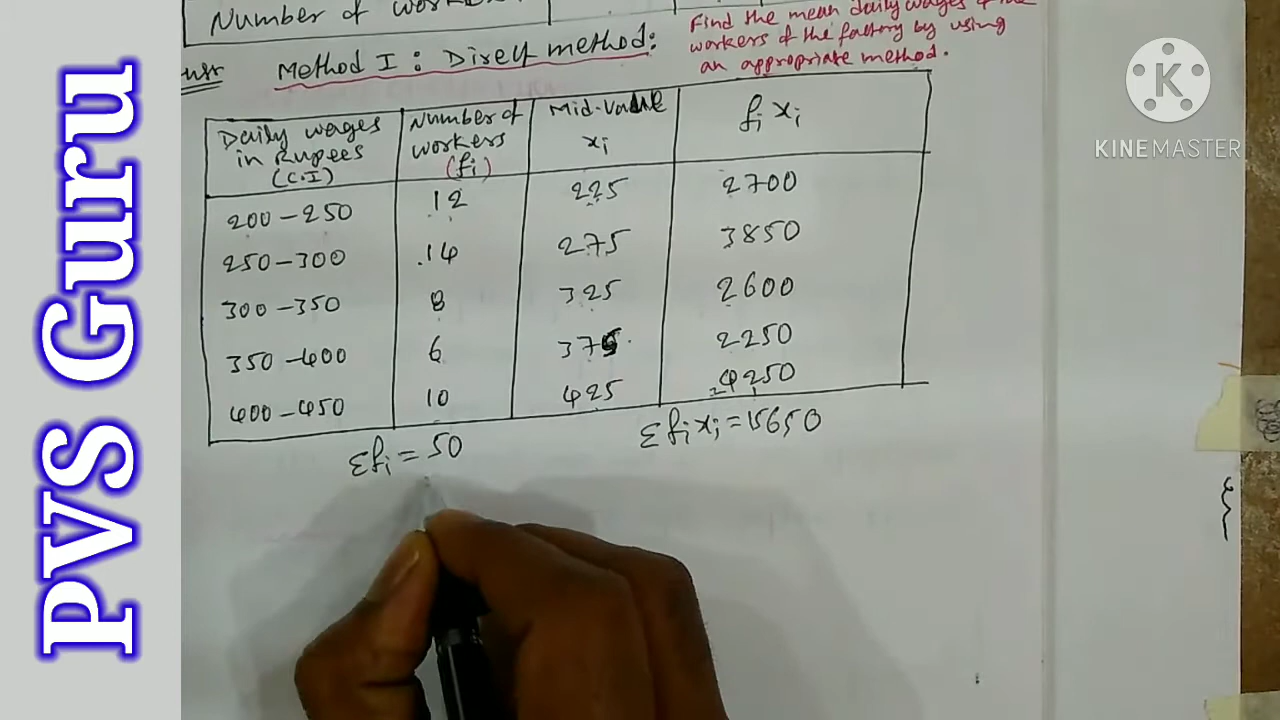 Number of
Find the mean daily wages of the
workers of the factory by using
an appropriate method.
Method I : Direct method:
Daily wages
in Rupees
(C.I)
Number of
workers
(fi)
Mid-Value
xi
fi xi
200-250 12 225 2700
250-300 14 275 3850
300-350 8 325 2600
350-400 6 375 2250
400-450 10 425 4250
Σfi = 50
Σfixi = 15650
PVS Guru
K
KINEMASTER